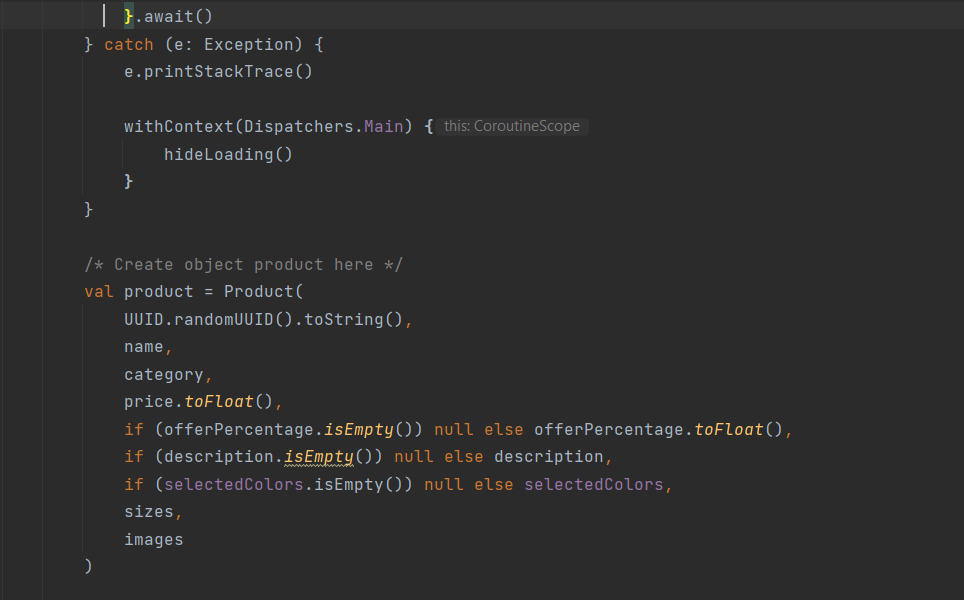 }.await()
} catch (e: Exception) {
e.printStackTrace()
withContext(Dispatchers.Main) { this: CoroutineScope
hideLoading()
}
}
/* Create object product here */
val product = Product(
UUID.randomUUID().toString(),
name,
category,
price.toFloat(),
if (offerPercentage.isEmpty()) null else offerPercentage.toFloat(),
if (description.isEmpty()) null else description,
if (selectedColors.isEmpty()) null else selectedColors,
sizes,
images
)